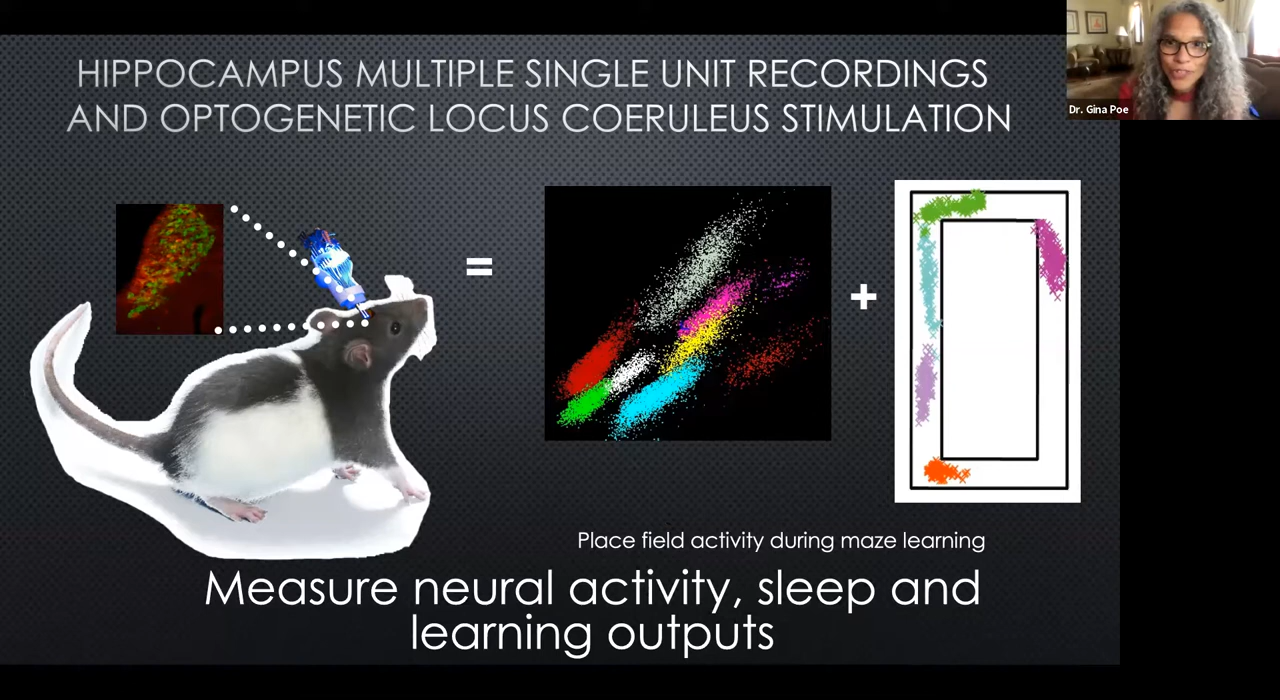 HIPPOCAMPUS MULTIPLE SINGLE UNIT RECORDINGS
AND OPTOGENETIC LOCUS COERULEUS STIMULATION
Dr. Gina Poe
=
+
Place field activity during maze learning
Measure neural activity, sleep and
learning outputs